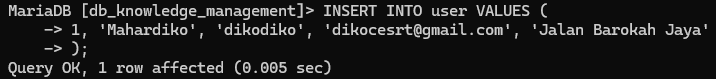 MariaDB [db_knowledge_management]> INSERT INTO user VALUES (
    -> 1, 'Mahardiko', 'dikodiko', 'dikocesrt@gmail.com', 'Jalan Barokah Jaya'
    -> );
Query OK, 1 row affected (0.005 sec)